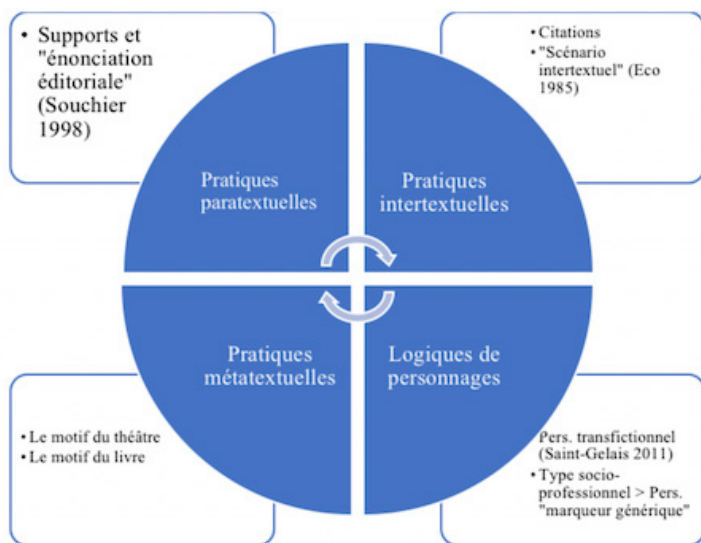 • Supports et
"énonciation
éditoriale"
(Souchier
1998)
• Citations
• "Scénario
intertextuel" (Eco
1985)
Pratiques
paratextuelles
Pratiques
intertextuelles
Pratiques
métatextuelles
Logiques de
personnages
• Le motif du théâtre
• Le motif du livre
Pers. transfictionnel
(Saint-Gelais 2011)
• Type socio-
professionnel > Pers.
"marqueur générique"